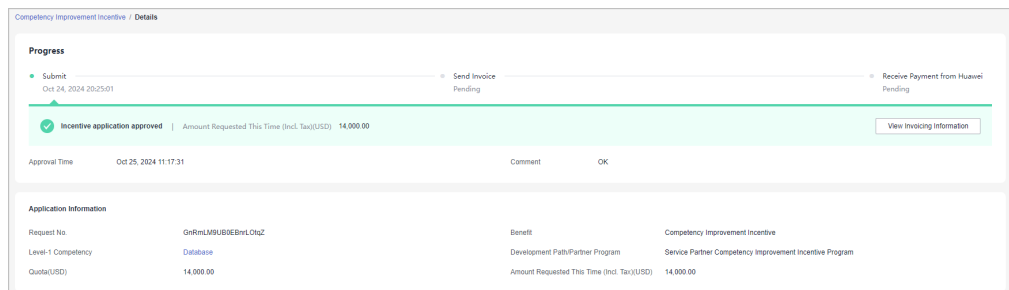 Competency Improvement Incentive / Details
Progress
Submit
Oct 24, 2024 20:25:01
Send Invoice
Pending
Receive Payment from Huawei
Pending
Incentive application approved | Amount Requested This Time (Incl. Tax)(USD) 14,000.00
View Invoicing Information
Approval Time Oct 25, 2024 11:17:31 Comment OK
Application Information
Request No. GnRmLM9UB0EBnrLOtqZ Benefit Competency Improvement Incentive
Level-1 Competency Database Development Path/Partner Program Service Partner Competency Improvement Incentive Program
Quota(USD) 14,000.00 Amount Requested This Time (Incl. Tax)(USD) 14,000.00